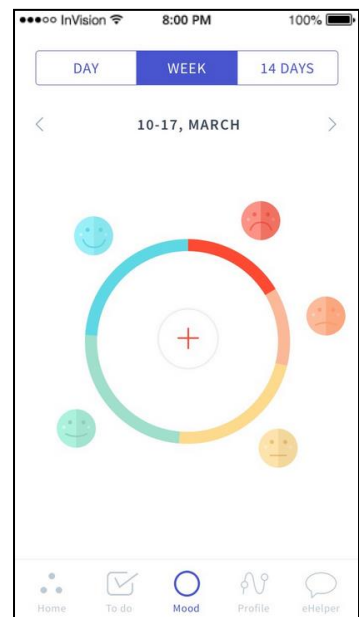 InVision 8:00 PM 100%
DAY WEEK 14 DAYS
10-17, MARCH
Home To do Mood Profile eHelper